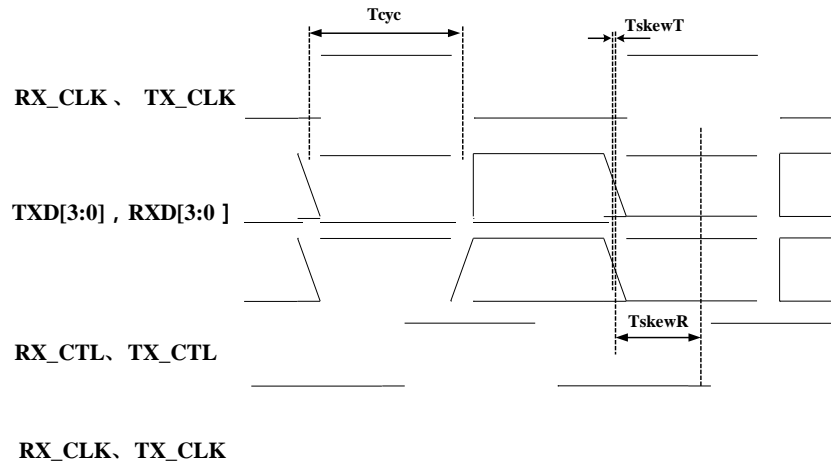 Tcyc
TskewT
RX_CLK 、 TX_CLK
TXD[3:0] , RXD[3:0 ]
TskewR
RX_CTL、TX_CTL
RX_CLK、TX_CLK